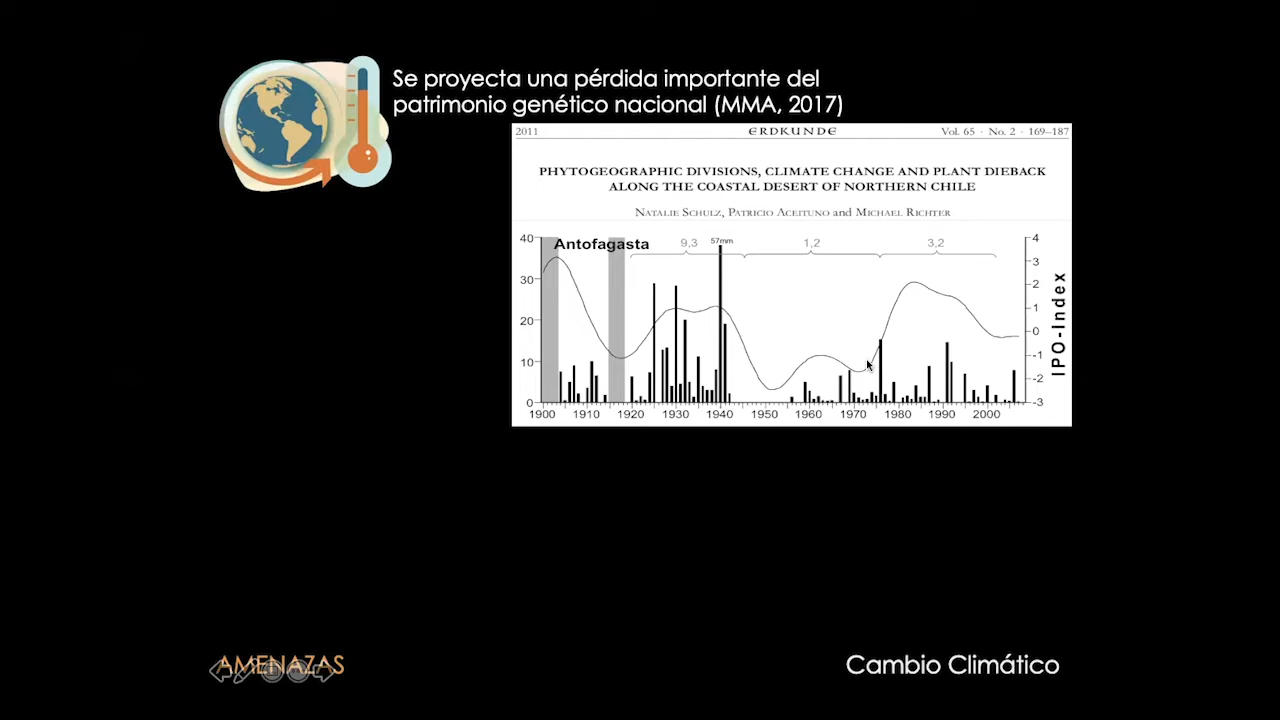 Se proyecta una pérdida importante del
patrimonio genético nacional (MMA, 2017)
2011 ERDKUNDE Vol. 65 · No. 2 · 169–187
PHYTOGEOGRAPHIC DIVISIONS, CLIMATE CHANGE AND PLANT DIEBACK
ALONG THE COASTAL DESERT OF NORTHERN CHILE
NATALIE SCHULZ, PATRICIO ACEITUNO and MICHAEL RICHTER
Antofagasta
9,3 57mm 1,2 3,2
40
30
20
10
0
4
3
2
1
0
-1
-2
-3
IPO-Index
1900 1910 1920 1930 1940 1950 1960 1970 1980 1990 2000
AMENAZAS
Cambio Climático